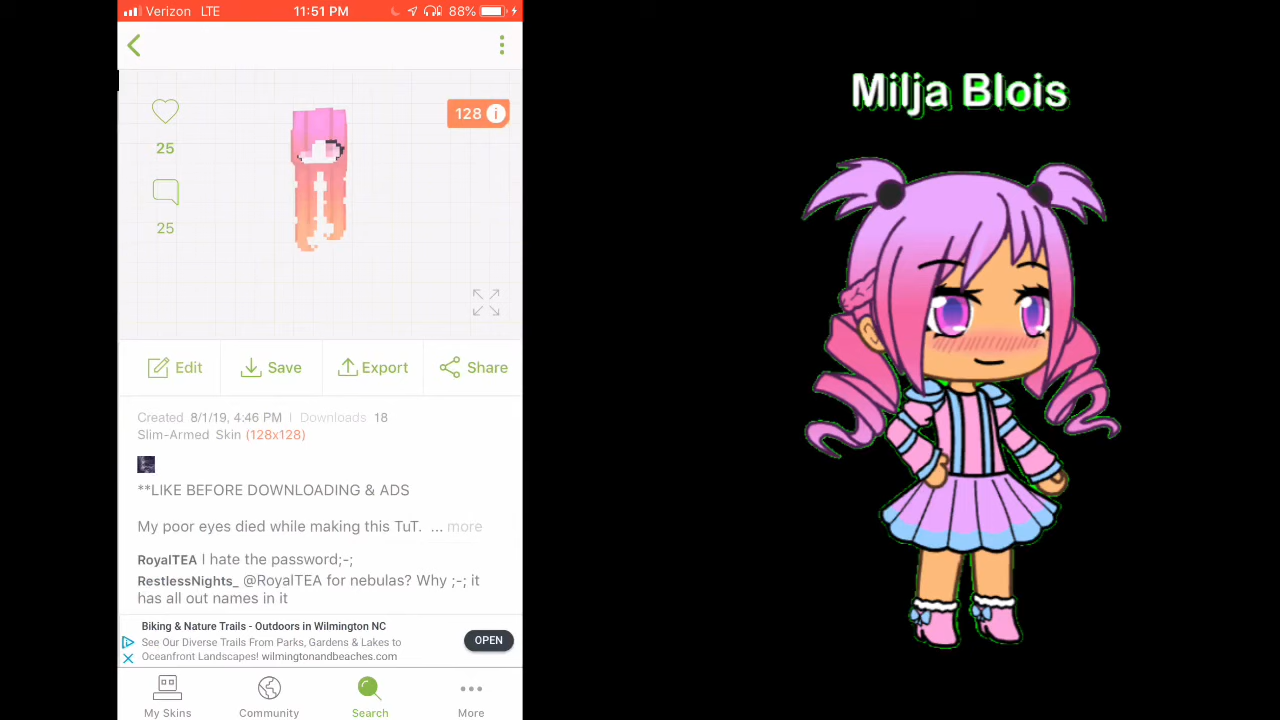 Verizon LTE 11:51 PM 88%
128 i
25
25
Edit Save Export Share
Created 8/1/19, 4:46 PM | Downloads 18
Slim-Armed Skin (128x128)
**LIKE BEFORE DOWNLOADING & ADS
My poor eyes died while making this TuT. ... more
RoyalTEA I hate the password;-;
RestlessNights_ @RoyalTEA for nebulas? Why ;-; it
has all out names in it
Biking & Nature Trails - Outdoors in Wilmington NC
See Our Diverse Trails From Parks, Gardens & Lakes to
Oceanfront Landscapes! wilmingtonandbeaches.com
OPEN
My Skins Community Search More
Milja Blois